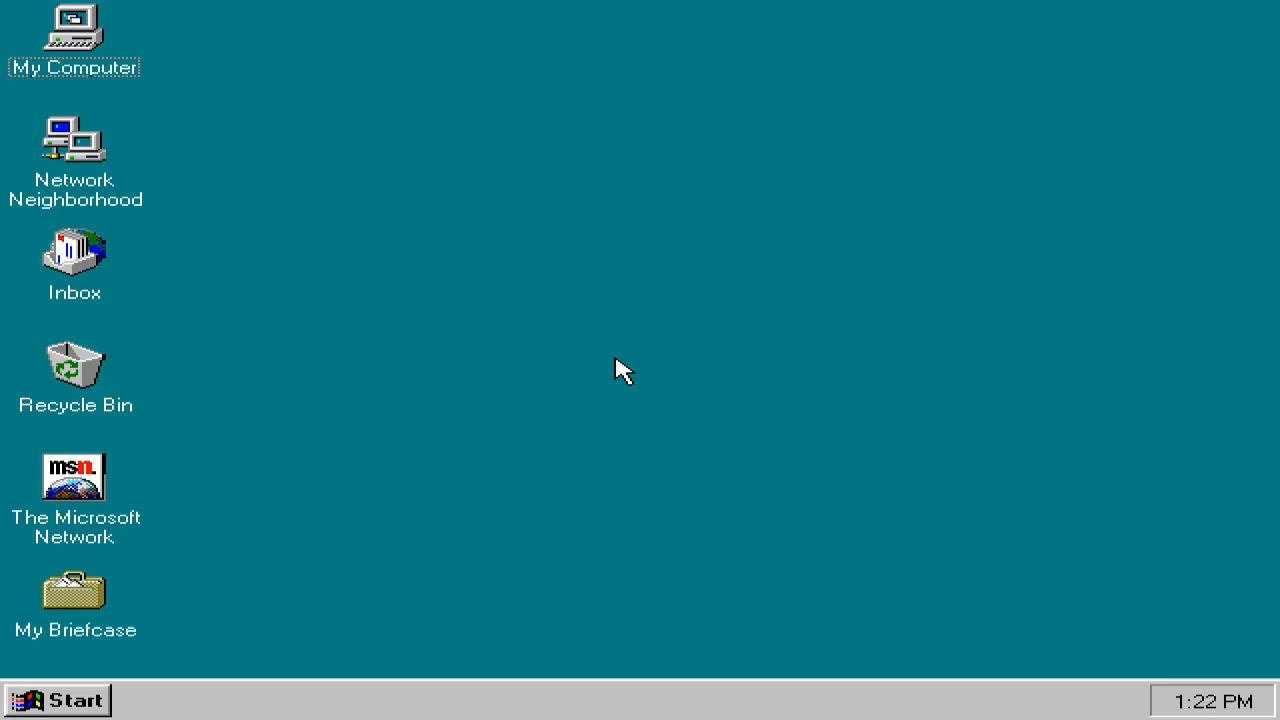 My Computer
Network
Neighborhood
Inbox
Recycle Bin
msn.
The Microsoft
Network
My Briefcase
Start
1:22 PM